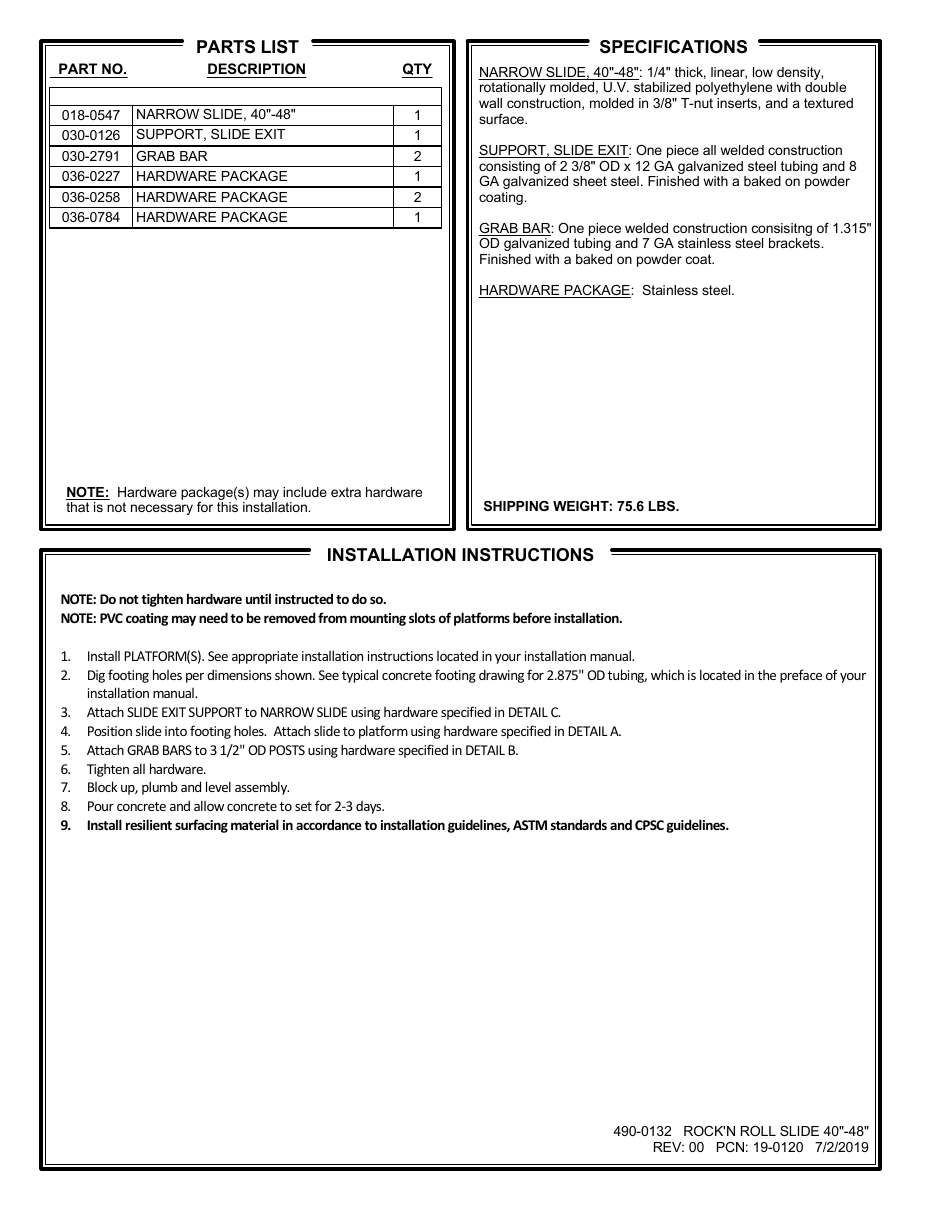 PARTS LIST
PART NO. DESCRIPTION QTY
018-0547 NARROW SLIDE, 40"-48" 1
030-0126 SUPPORT, SLIDE EXIT 1
030-2791 GRAB BAR 2
036-0227 HARDWARE PACKAGE 1
036-0258 HARDWARE PACKAGE 2
036-0784 HARDWARE PACKAGE 1
NOTE: Hardware package(s) may include extra hardware
that is not necessary for this installation.
SPECIFICATIONS
NARROW SLIDE, 40"-48": 1/4" thick, linear, low density,
rotationally molded, U.V. stabilized polyethylene with double
wall construction, molded in 3/8" T-nut inserts, and a textured
surface.
SUPPORT, SLIDE EXIT: One piece all welded construction
consisting of 2 3/8" OD x 12 GA galvanized steel tubing and 8
GA galvanized sheet steel. Finished with a baked on powder
coating.
GRAB BAR: One piece welded construction consisitng of 1.315"
OD galvanized tubing and 7 GA stainless steel brackets.
Finished with a baked on powder coat.
HARDWARE PACKAGE: Stainless steel.
SHIPPING WEIGHT: 75.6 LBS.
INSTALLATION INSTRUCTIONS
NOTE: Do not tighten hardware until instructed to do so.
NOTE: PVC coating may need to be removed from mounting slots of platforms before installation.
1. Install PLATFORM(S). See appropriate installation instructions located in your installation manual.
2. Dig footing holes per dimensions shown. See typical concrete footing drawing for 2.875" OD tubing, which is located in the preface of your
installation manual.
3. Attach SLIDE EXIT SUPPORT to NARROW SLIDE using hardware specified in DETAIL C.
4. Position slide into footing holes. Attach slide to platform using hardware specified in DETAIL A.
5. Attach GRAB BARS to 3 1/2" OD POSTS using hardware specified in DETAIL B.
6. Tighten all hardware.
7. Block up, plumb and level assembly.
8. Pour concrete and allow concrete to set for 2-3 days.
9. Install resilient surfacing material in accordance to installation guidelines, ASTM standards and CPSC guidelines.
490-0132 ROCK'N ROLL SLIDE 40"-48"
REV: 00 PCN: 19-0120 7/2/2019